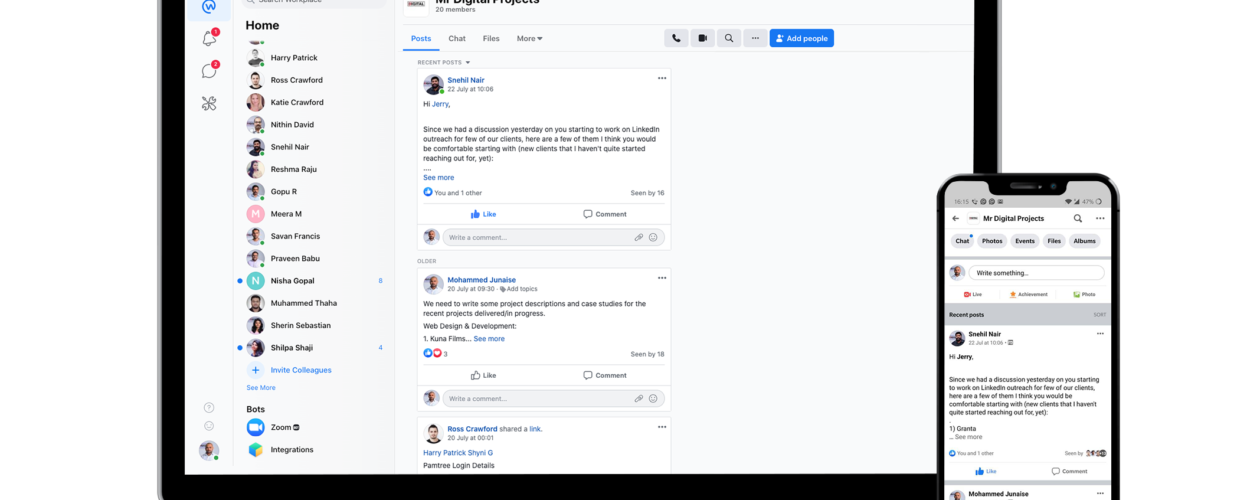 Search Workplace
Mr Digital Projects
20 members
1
2
Home
Harry Patrick
Ross Crawford
Katie Crawford
Nithin David
Snehil Nair
Reshma Raju
Gopu R
M
Meera M
Savan Francis
Praveen Babu
N
Nisha Gopal
8
Muhammed Thaha
Sherin Sebastian
Shilpa Shaji
4
Invite Colleagues
See More
Bots
Zoom
Integrations
Posts
Chat
Files
More
Add people
RECENT POSTS
Snehil Nair
22 July at 10:06
Hi Jerry,
Since we had a discussion yesterday on you starting to work on LinkedIn
outreach for few of our clients, here are a few of them I think you would
be comfortable starting with (new clients that I haven't quite started
reaching out for, yet):
....
See more
You and 1 other
Seen by 16
Like
Comment
Write a comment...
OLDER
Mohammed Junaise
20 July at 09:30 · Add topics
We need to write some project descriptions and case studies for the
recent projects delivered/in progress.
Web Design & Development:
1. Kuna Films... See more
3
Seen by 18
Like
Comment
Write a comment...
Ross Crawford shared a link.
20 July at 00:01
Harry Patrick Shyni G
Pamtree Login Details
16:15
47%
Mr Digital Projects
Chat
Photos
Events
Files
Albums
Write something...
Live
Achievement
Photo
Recent posts
SORT
Snehil Nair
22 Jul at 10:06 ·
Hi Jerry,
Since we had a discussion yesterday on you starting
to work on LinkedIn outreach for few of our clients,
here are a few of them I think you would be
comfortable starting with (new clients that I haven't
quite started reaching out for, yet):
.
1) Granta
... See more
You and 1 other
Seen by
Like
Comment
Mohammed Junaise